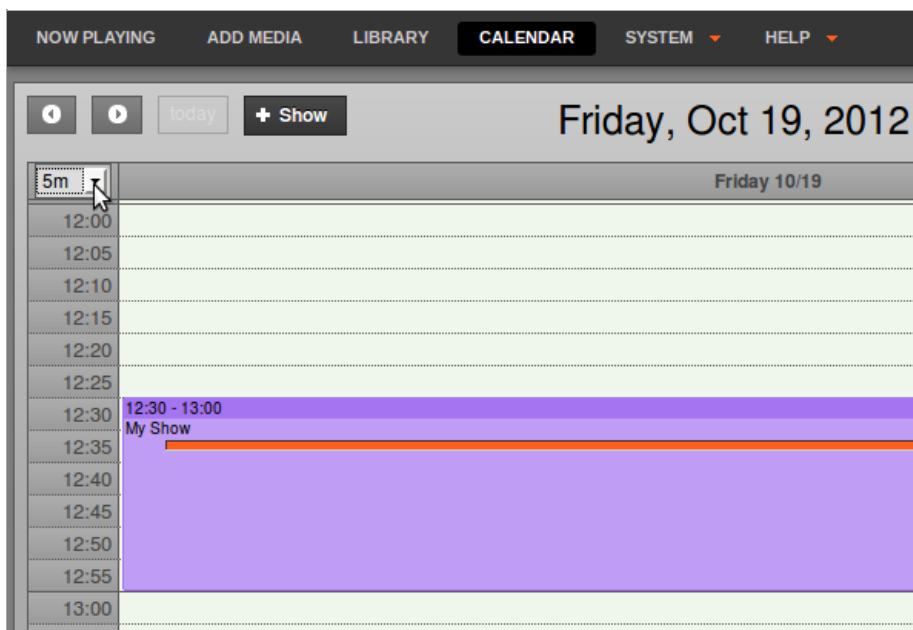 NOW PLAYING ADD MEDIA LIBRARY CALENDAR SYSTEM HELP
today + Show Friday, Oct 19, 2012
5m Friday 10/19
12:00
12:05
12:10
12:15
12:20
12:25
12:30 12:30 - 13:00
My Show
12:35
12:40
12:45
12:50
12:55
13:00